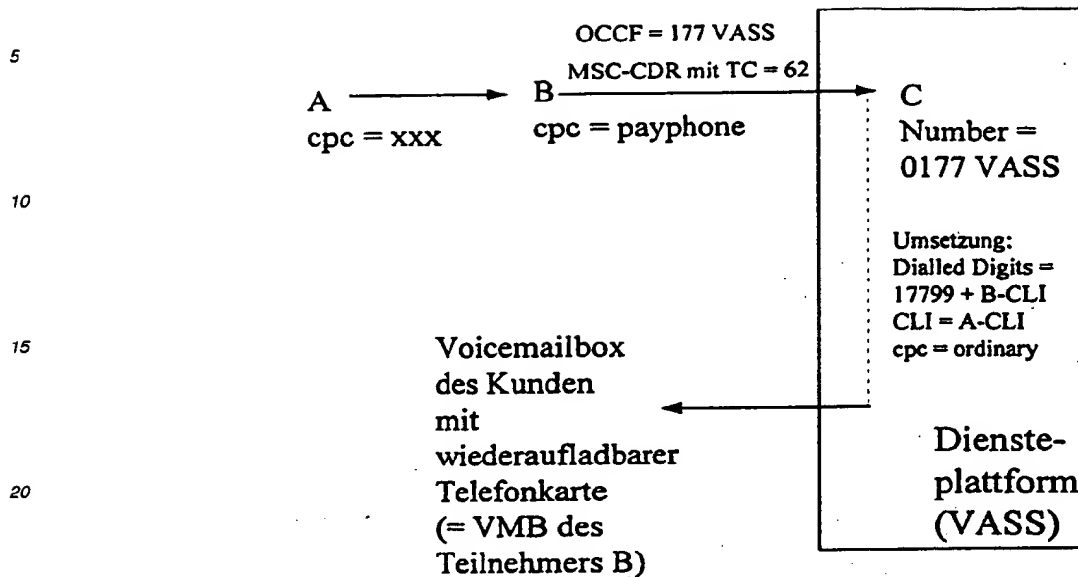 5
OCCF = 177 VASS
MSC-CDR mit TC = 62
A
cpc = xxx
B
cpc = payphone
C
Number =
0177 VASS
10
Umsetzung:
Dialled Digits =
17799 + B-CLI
CLI = A-CLI
cpc = ordinary
15
Voicemailbox
des Kunden
mit
wiederaufladbarer
Telefonkarte
(= VMB des
Teilnehmers B)
Dienste-
plattform
(VASS)
20